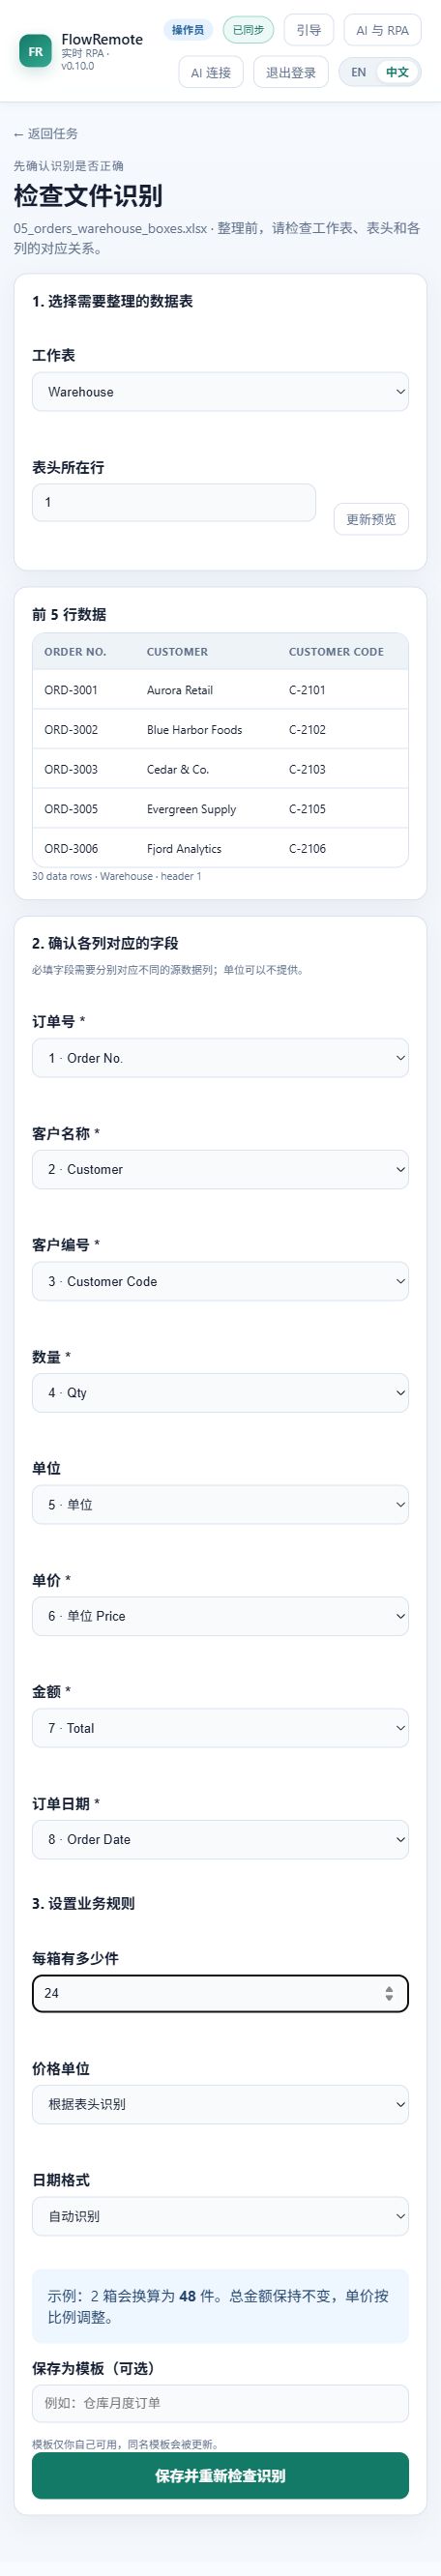 FR
FlowRemote
实时 RPA ·
v0.10.0
操作员
已同步
引导
AI 与 RPA
AI 连接
退出登录
EN
中文
← 返回任务
先确认识别是否正确
检查文件识别
05_orders_warehouse_boxes.xlsx · 整理前，请检查工作表、表头和各
列的对应关系。
1. 选择需要整理的数据表
工作表
Warehouse
表头所在行
1
更新预览
前 5 行数据
ORDER NO. CUSTOMER CUSTOMER CODE
ORD-3001 Aurora Retail C-2101
ORD-3002 Blue Harbor Foods C-2102
ORD-3003 Cedar & Co. C-2103
ORD-3005 Evergreen Supply C-2105
ORD-3006 Fjord Analytics C-2106
30 data rows · Warehouse · header 1
2. 确认各列对应的字段
必填字段需要分别对应不同的源数据列；单位可以不提供。
订单号 *
1 · Order No.
客户名称 *
2 · Customer
客户编号 *
3 · Customer Code
数量 *
4 · Qty
单位
5 · 单位
单价 *
6 · 单位 Price
金额 *
7 · Total
订单日期 *
8 · Order Date
3. 设置业务规则
每箱有多少件
24
价格单位
根据表头识别
日期格式
自动识别
示例：2 箱会换算为 48 件。总金额保持不变，单价按
比例调整。
保存为模板（可选）
例如：仓库月度订单
模板仅你自己可用，同名模板会被更新。
保存并重新检查识别